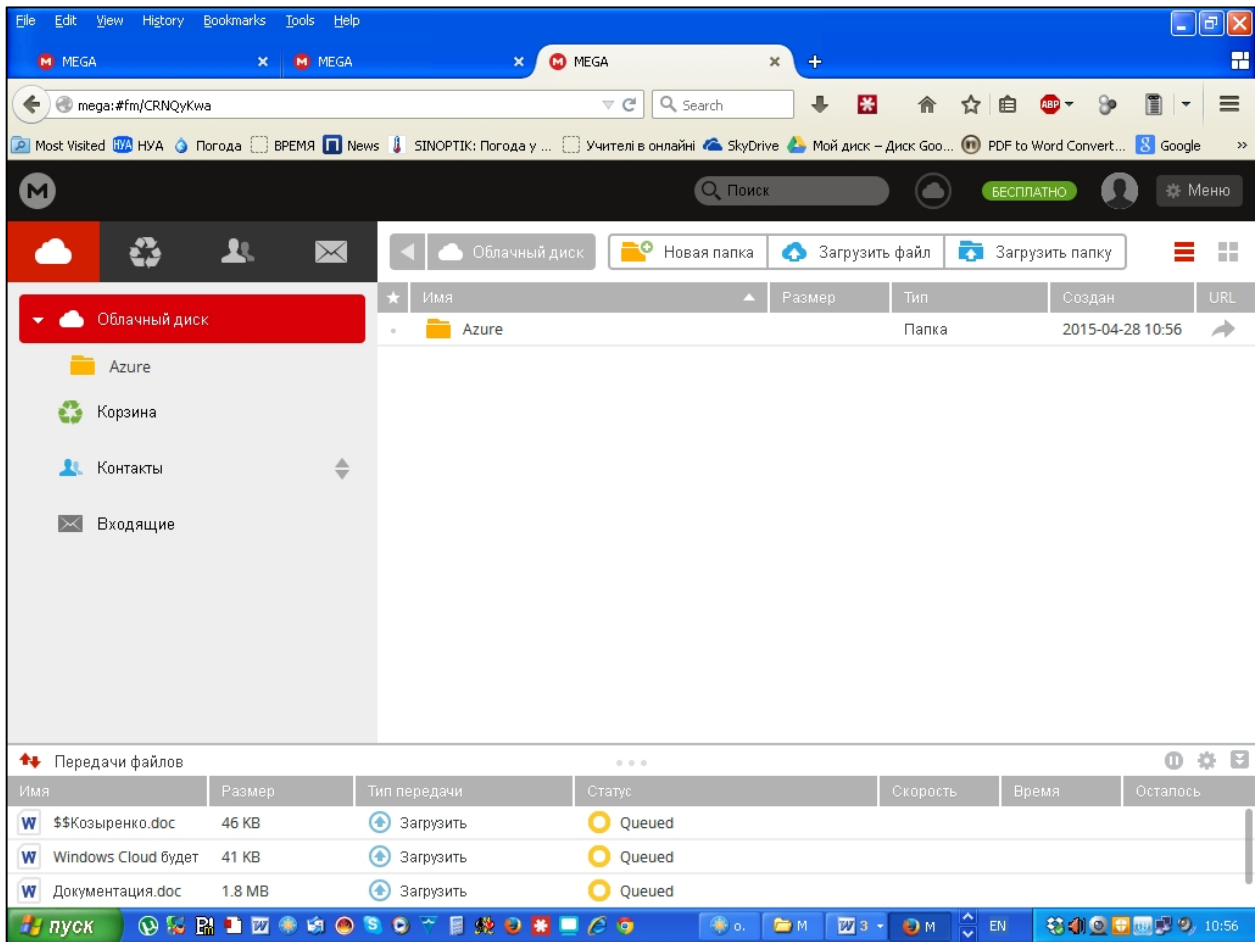 File Edit View History Bookmarks Tools Help
MEGA MEGA MEGA
mega:#fm/CRNQyKwa Search ABP
Most Visited НУА НУА Погода ВРЕМЯ News SINOPTIK: Погода у ... Учителі в онлайні SkyDrive Мой диск – Диск Goo... PDF to Word Convert... 8 Google »
M Поиск БЕСПЛАТНО Меню
Облачный диск Новая папка Загрузить файл Загрузить папку
Имя Размер Тип Создан URL
Облачный диск
Azure Папка 2015-04-28 10:56
Azure
Корзина
Контакты
Входящие
Передачи файлов
Имя Размер Тип передачи Статус Скорость Время Осталось
W $$Козыренко.doc 46 KB Загрузить Queued
W Windows Cloud будет 41 KB Загрузить Queued
W Документация.doc 1.8 MB Загрузить Queued
пуск о. М 3 М EN 10:56